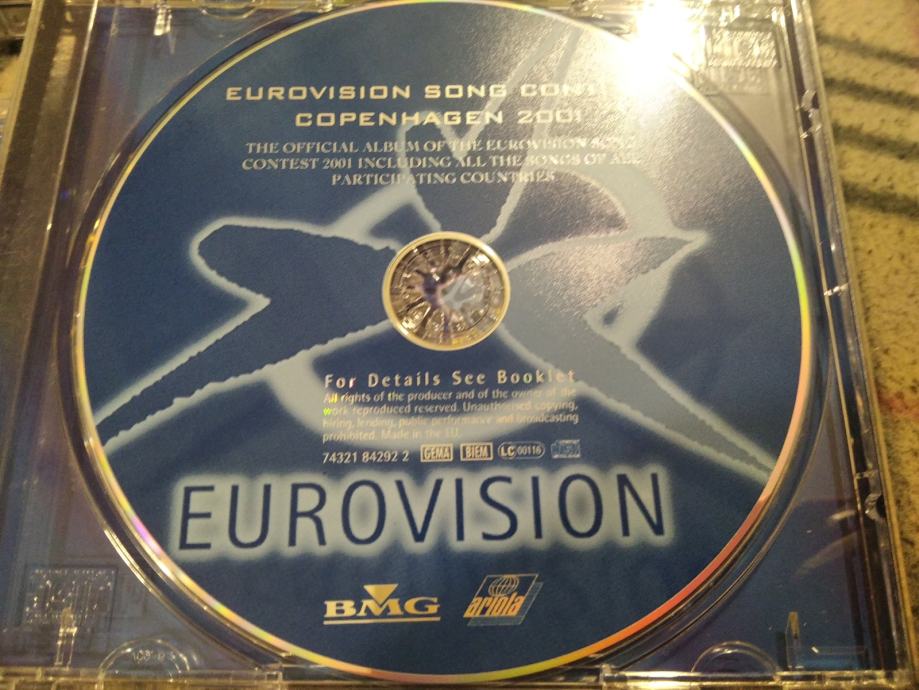 EUROVISION SONG CON
COPENHAGEN 2001
THE OFFICIAL ALBUM OF THE EUROVISION SONG
CONTEST 2001 INCLUDING ALL THE SONGS OF ALL
PARTICIPATING COUNTRIES
For Details See Booklet
All rights of the producer and of the owner of the
work reproduced reserved. Unauthorised copying,
hiring, lending, public performance and broadcasting
prohibited. Made in the EU.
74321 84292 2 GEMA BIEM LC 00116
EUROVISION
BMG ariola